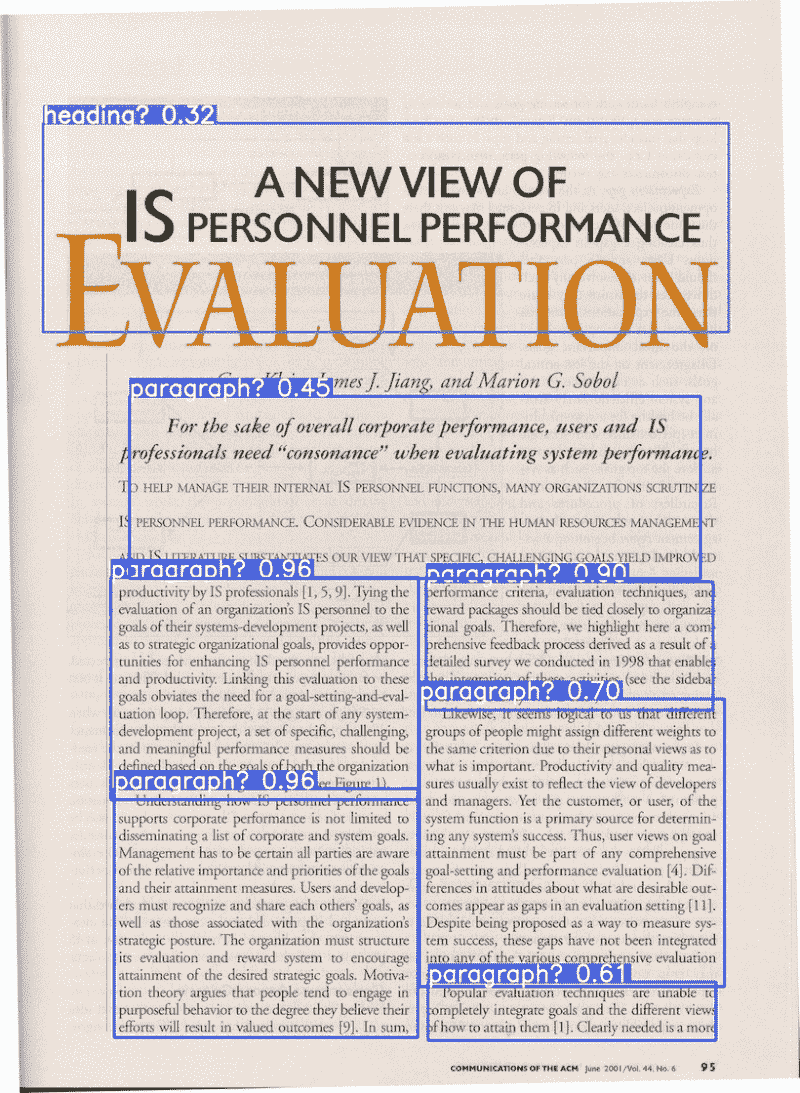 heading? 0.32
A NEW VIEW OF
IS PERSONNEL PERFORMANCE
EVALUATION
James J. Jiang, and Marion G. Sobol
paragraph? 0.45
For the sake of overall corporate performance, users and IS
professionals need “consonance” when evaluating system performance.
TO HELP MANAGE THEIR INTERNAL IS PERSONNEL FUNCTIONS, MANY ORGANIZATIONS SCRUTINIZE
IS PERSONNEL PERFORMANCE. CONSIDERABLE EVIDENCE IN THE HUMAN RESOURCES MANAGEMENT
AND IS LITERATURE SUBSTANTIATES OUR VIEW THAT SPECIFIC, CHALLENGING GOALS YIELD IMPROVED
paragraph? 0.96
productivity by IS professionals [1, 5, 9]. Tying the
evaluation of an organization’s IS personnel to the
goals of their systems-development projects, as well
as to strategic organizational goals, provides oppor-
tunities for enhancing IS personnel performance
and productivity. Linking this evaluation to these
goals obviates the need for a goal-setting-and-eval-
uation loop. Therefore, at the start of any system-
development project, a set of specific, challenging,
and meaningful performance measures should be
defined based on the goals of both the organization
see Figure 1).
paragraph? 0.96
Understanding how IS personnel performance
supports corporate performance is not limited to
disseminating a list of corporate and system goals.
Management has to be certain all parties are aware
of the relative importance and priorities of the goals
and their attainment measures. Users and develop-
ers must recognize and share each others’ goals, as
well as those associated with the organization’s
strategic posture. The organization must structure
its evaluation and reward system to encourage
attainment of the desired strategic goals. Motiva-
tion theory argues that people tend to engage in
purposeful behavior to the degree they believe their
efforts will result in valued outcomes [9]. In sum,
paragraph? 0.90
performance criteria, evaluation techniques, and
reward packages should be tied closely to organiza-
tional goals. Therefore, we highlight here a com-
prehensive feedback process derived as a result of a
detailed survey we conducted in 1998 that enables
the integration of these activities (see the sidebar
paragraph? 0.70
Likewise, it seems logical to us that different
groups of people might assign different weights to
the same criterion due to their personal views as to
what is important. Productivity and quality mea-
sures usually exist to reflect the view of developers
and managers. Yet the customer, or user, of the
system function is a primary source for determin-
ing any system’s success. Thus, user views on goal
attainment must be part of any comprehensive
goal-setting and performance evaluation [4]. Dif-
ferences in attitudes about what are desirable out-
comes appear as gaps in an evaluation setting [11].
Despite being proposed as a way to measure sys-
tem success, these gaps have not been integrated
into any of the various comprehensive evaluation
paragraph? 0.61
Popular evaluation techniques are unable to
completely integrate goals and the different views
of how to attain them [1]. Clearly needed is a more
COMMUNICATIONS OF THE ACM June 2001/Vol. 44, No. 6 95